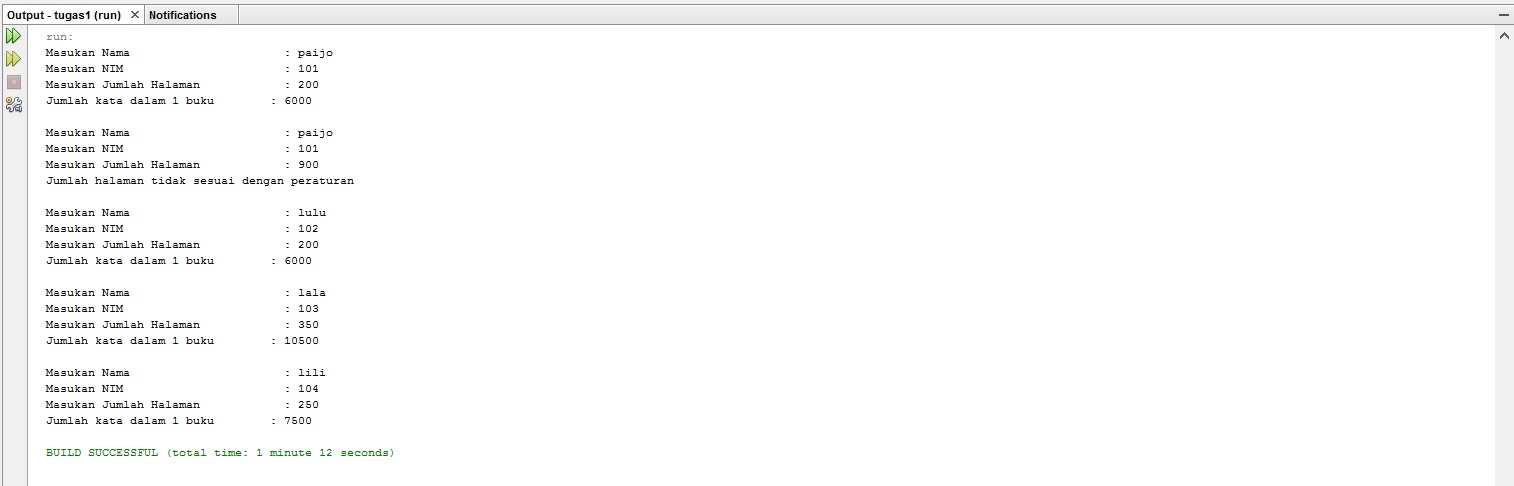 Output - tugas1 (run) × Notifications
run:
Masukan Nama : paijo
Masukan NIM : 101
Masukan Jumlah Halaman : 200
Jumlah kata dalam 1 buku : 6000
Masukan Nama : paijo
Masukan NIM : 101
Masukan Jumlah Halaman : 900
Jumlah halaman tidak sesuai dengan peraturan
Masukan Nama : lulu
Masukan NIM : 102
Masukan Jumlah Halaman : 200
Jumlah kata dalam 1 buku : 6000
Masukan Nama : lala
Masukan NIM : 103
Masukan Jumlah Halaman : 350
Jumlah kata dalam 1 buku : 10500
Masukan Nama : lili
Masukan NIM : 104
Masukan Jumlah Halaman : 250
Jumlah kata dalam 1 buku : 7500
BUILD SUCCESSFUL (total time: 1 minute 12 seconds)